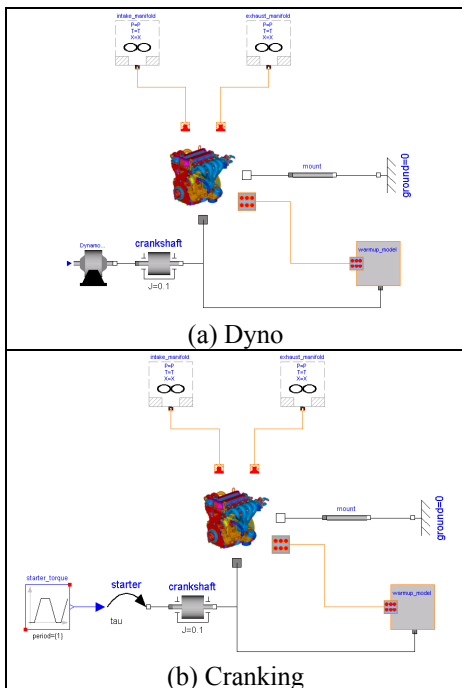 intake_manifold
exhaust_manifold
P=P
P=P
T=T
T=T
X=X
X=X
mount
ground=0
Dynamo...
crankshaft
J=0.1
warmup_model
(a) Dyno
intake_manifold
exhaust_manifold
P=P
P=P
T=T
T=T
X=X
X=X
mount
ground=0
starter_torque
starter
crankshaft
tau
J=0.1
period={1}
warmup_model
(b) Cranking